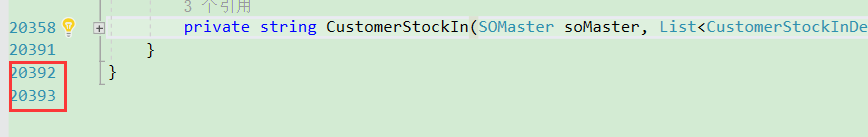 3 个引用
20358 private string CustomerStockIn(SOMaster soMaster, List<CustomerStockInDe
20391 }
20392 }
20393